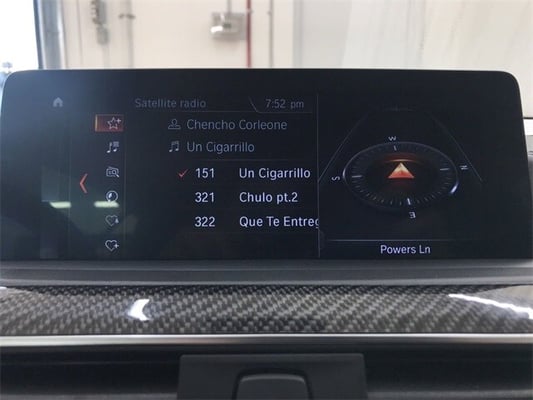 Satellite radio 7:52 pm
Chencho Corleone
Un Cigarrillo
151 Un Cigarrillo
321 Chulo pt.2
322 Que Te Entreg
W
S N
E
Powers Ln